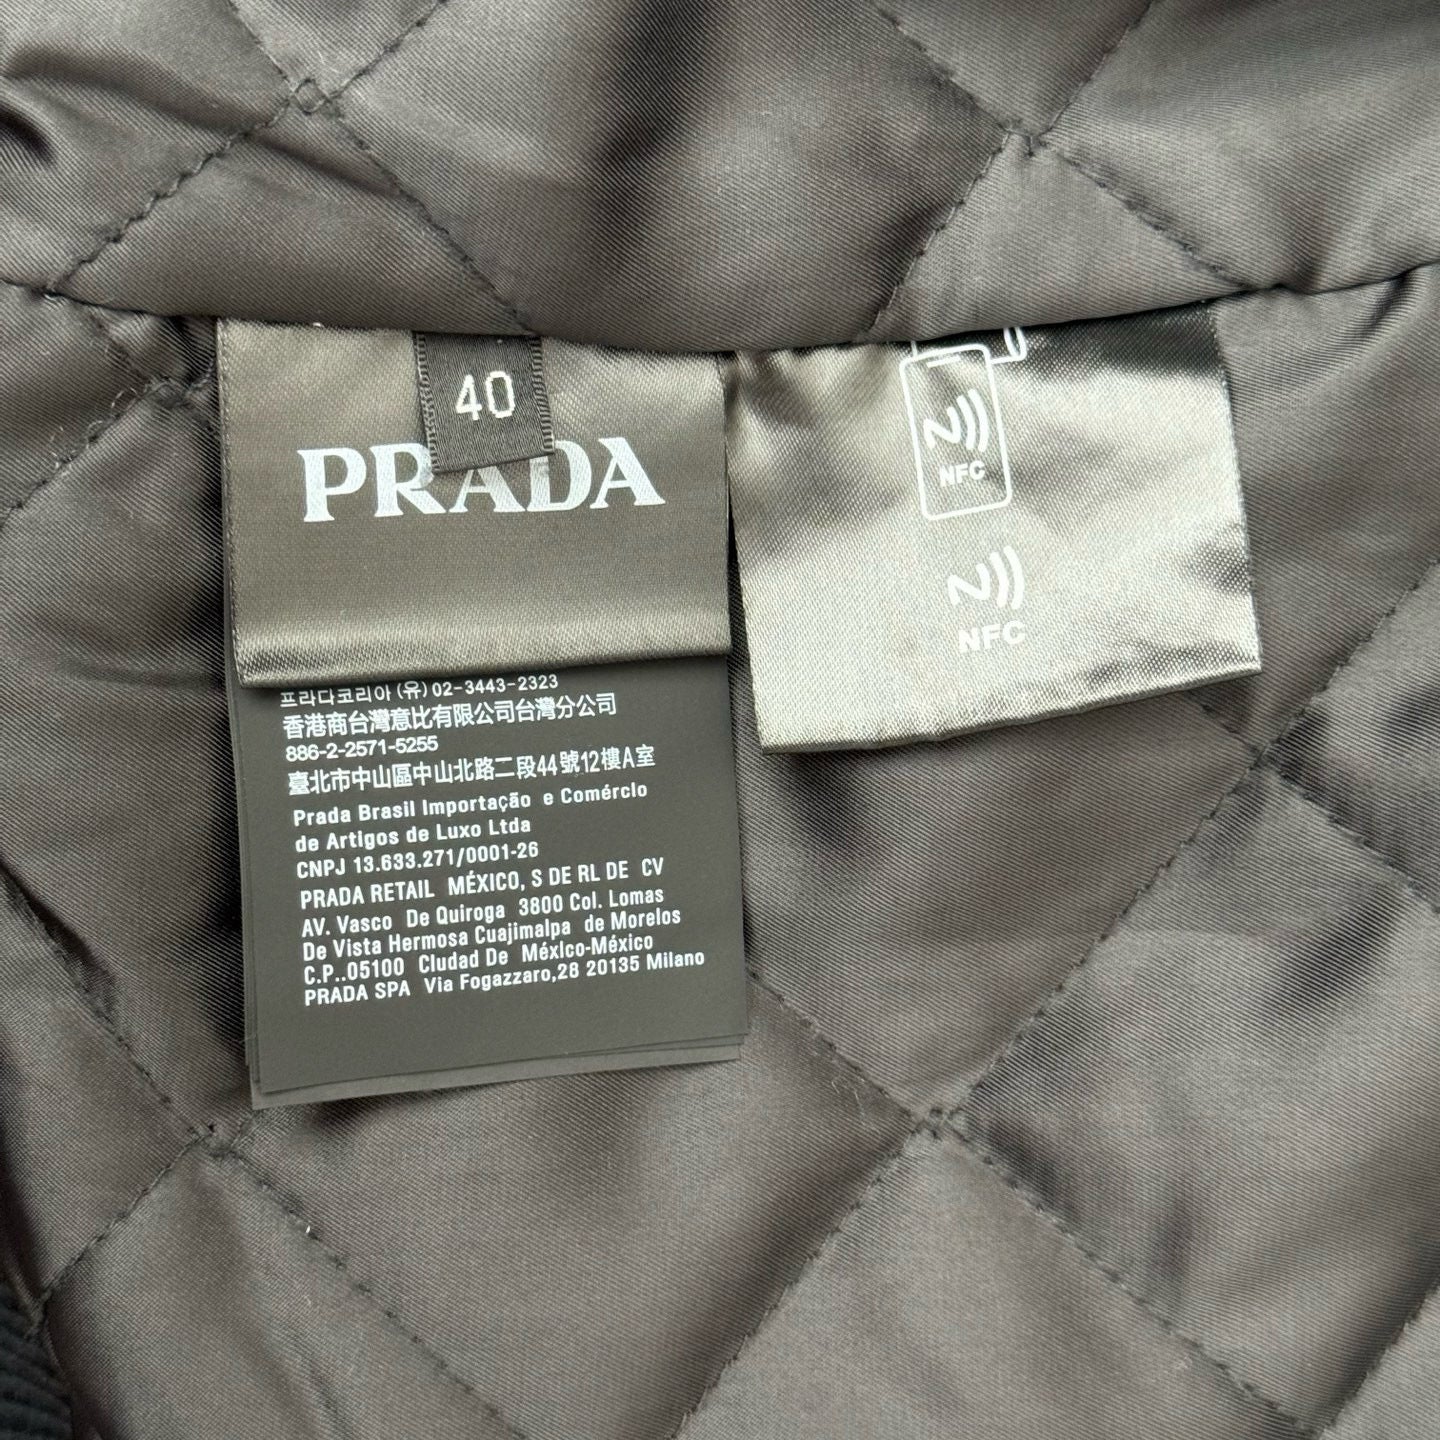 40
PRADA
프라다코리아 (유) 02-3443-2323
香港商台灣意比有限公司台灣分公司
886-2-2571-5255
臺北市中山區中山北路二段44號12樓A室
Prada Brasil Importação e Comércio
de Artigos de Luxo Ltda
CNPJ 13.633.271/0001-26
PRADA RETAIL MÉXICO, S DE RL DE CV
AV. Vasco De Quiroga 3800 Col. Lomas
De Vista Hermosa Cuajimalpa de Morelos
C.P..05100 Ciudad De México-México
PRADA SPA Via Fogazzaro,28 20135 Milano
NFC
NFC